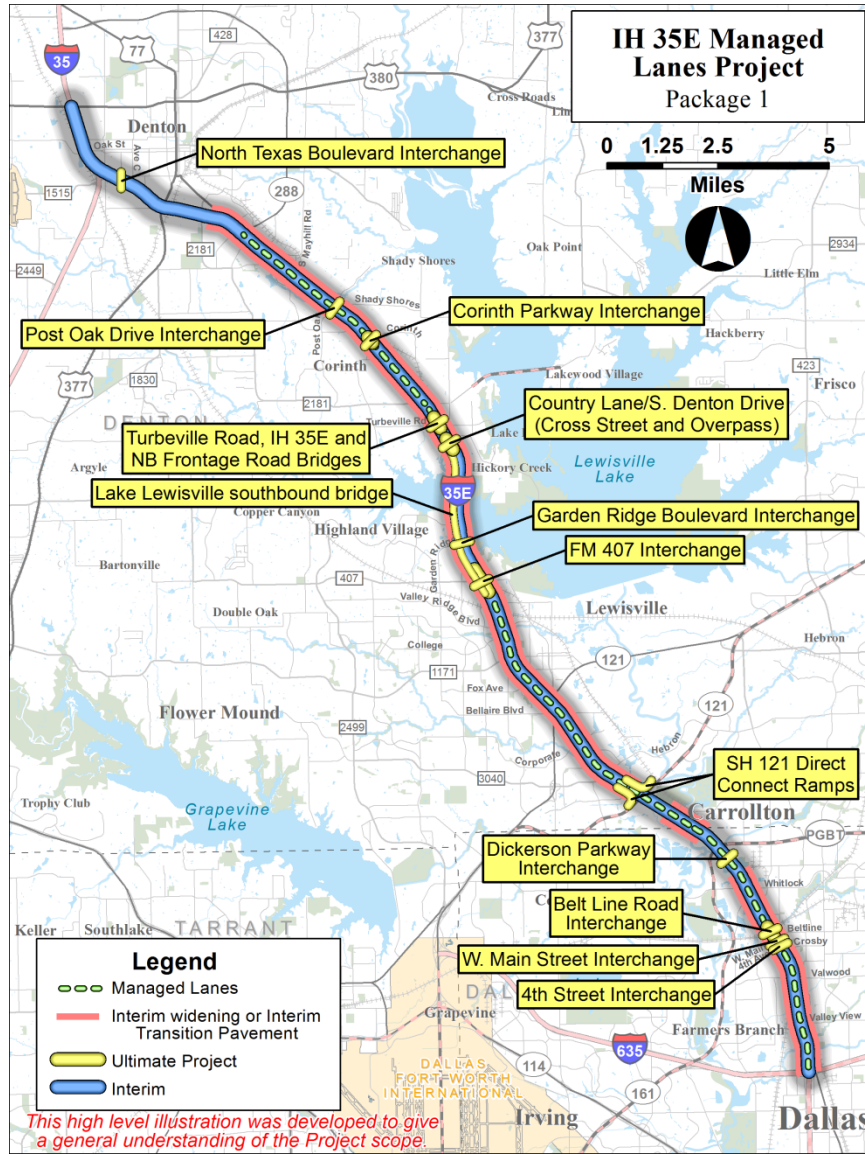 IH 35E Managed
Lanes Project
Package 1
0 1.25 2.5 5
Miles
35
77
428
377
380
Cross Roads
Denton
Oak St
North Texas Boulevard Interchange
1515
288
2181
S Mayhill Rd
2449
Oak Point
2934
Shady Shores
Little Elm
Shady Shores
Post Oak Drive Interchange
Corinth Parkway Interchange
Corinth
Hackberry
Corinth
377
1830
423
Lakewood Village
Frisco
2181
DENTON
Turbeville Road, IH 35E and
NB Frontage Road Bridges
Country Lane/S. Denton Drive
(Cross Street and Overpass)
Argyle
Hickory Creek
Lewisville
Lake
Lake Lewisville southbound bridge
35E
Copper Canyon
Highland Village
Garden Ridge Boulevard Interchange
FM 407 Interchange
Bartonville
407
Valley Ridge Blvd
Double Oak
Lewisville
College
Hebron
121
1171
Fox Ave
Bellaire Blvd
Flower Mound
121
2499
Hebron
Corporate
3040
SH 121 Direct
Connect Ramps
Trophy Club
Grapevine
Lake
Carrollton
PGBT
Dickerson Parkway
Interchange
Whitlock
Belt Line Road
Interchange
Beltline
Crosby
Keller
Southlake
TARRANT
W. Main Street Interchange
4th Street Interchange
Valwood
Grapevine
Valley View
Farmers Branch
635
DALLAS
FORT WORTH
INTERNATIONAL
114
161
Irving
Dallas
Legend
Managed Lanes
Interim widening or Interim
Transition Pavement
Ultimate Project
Interim
This high level illustration was developed to give
a general understanding of the Project scope.